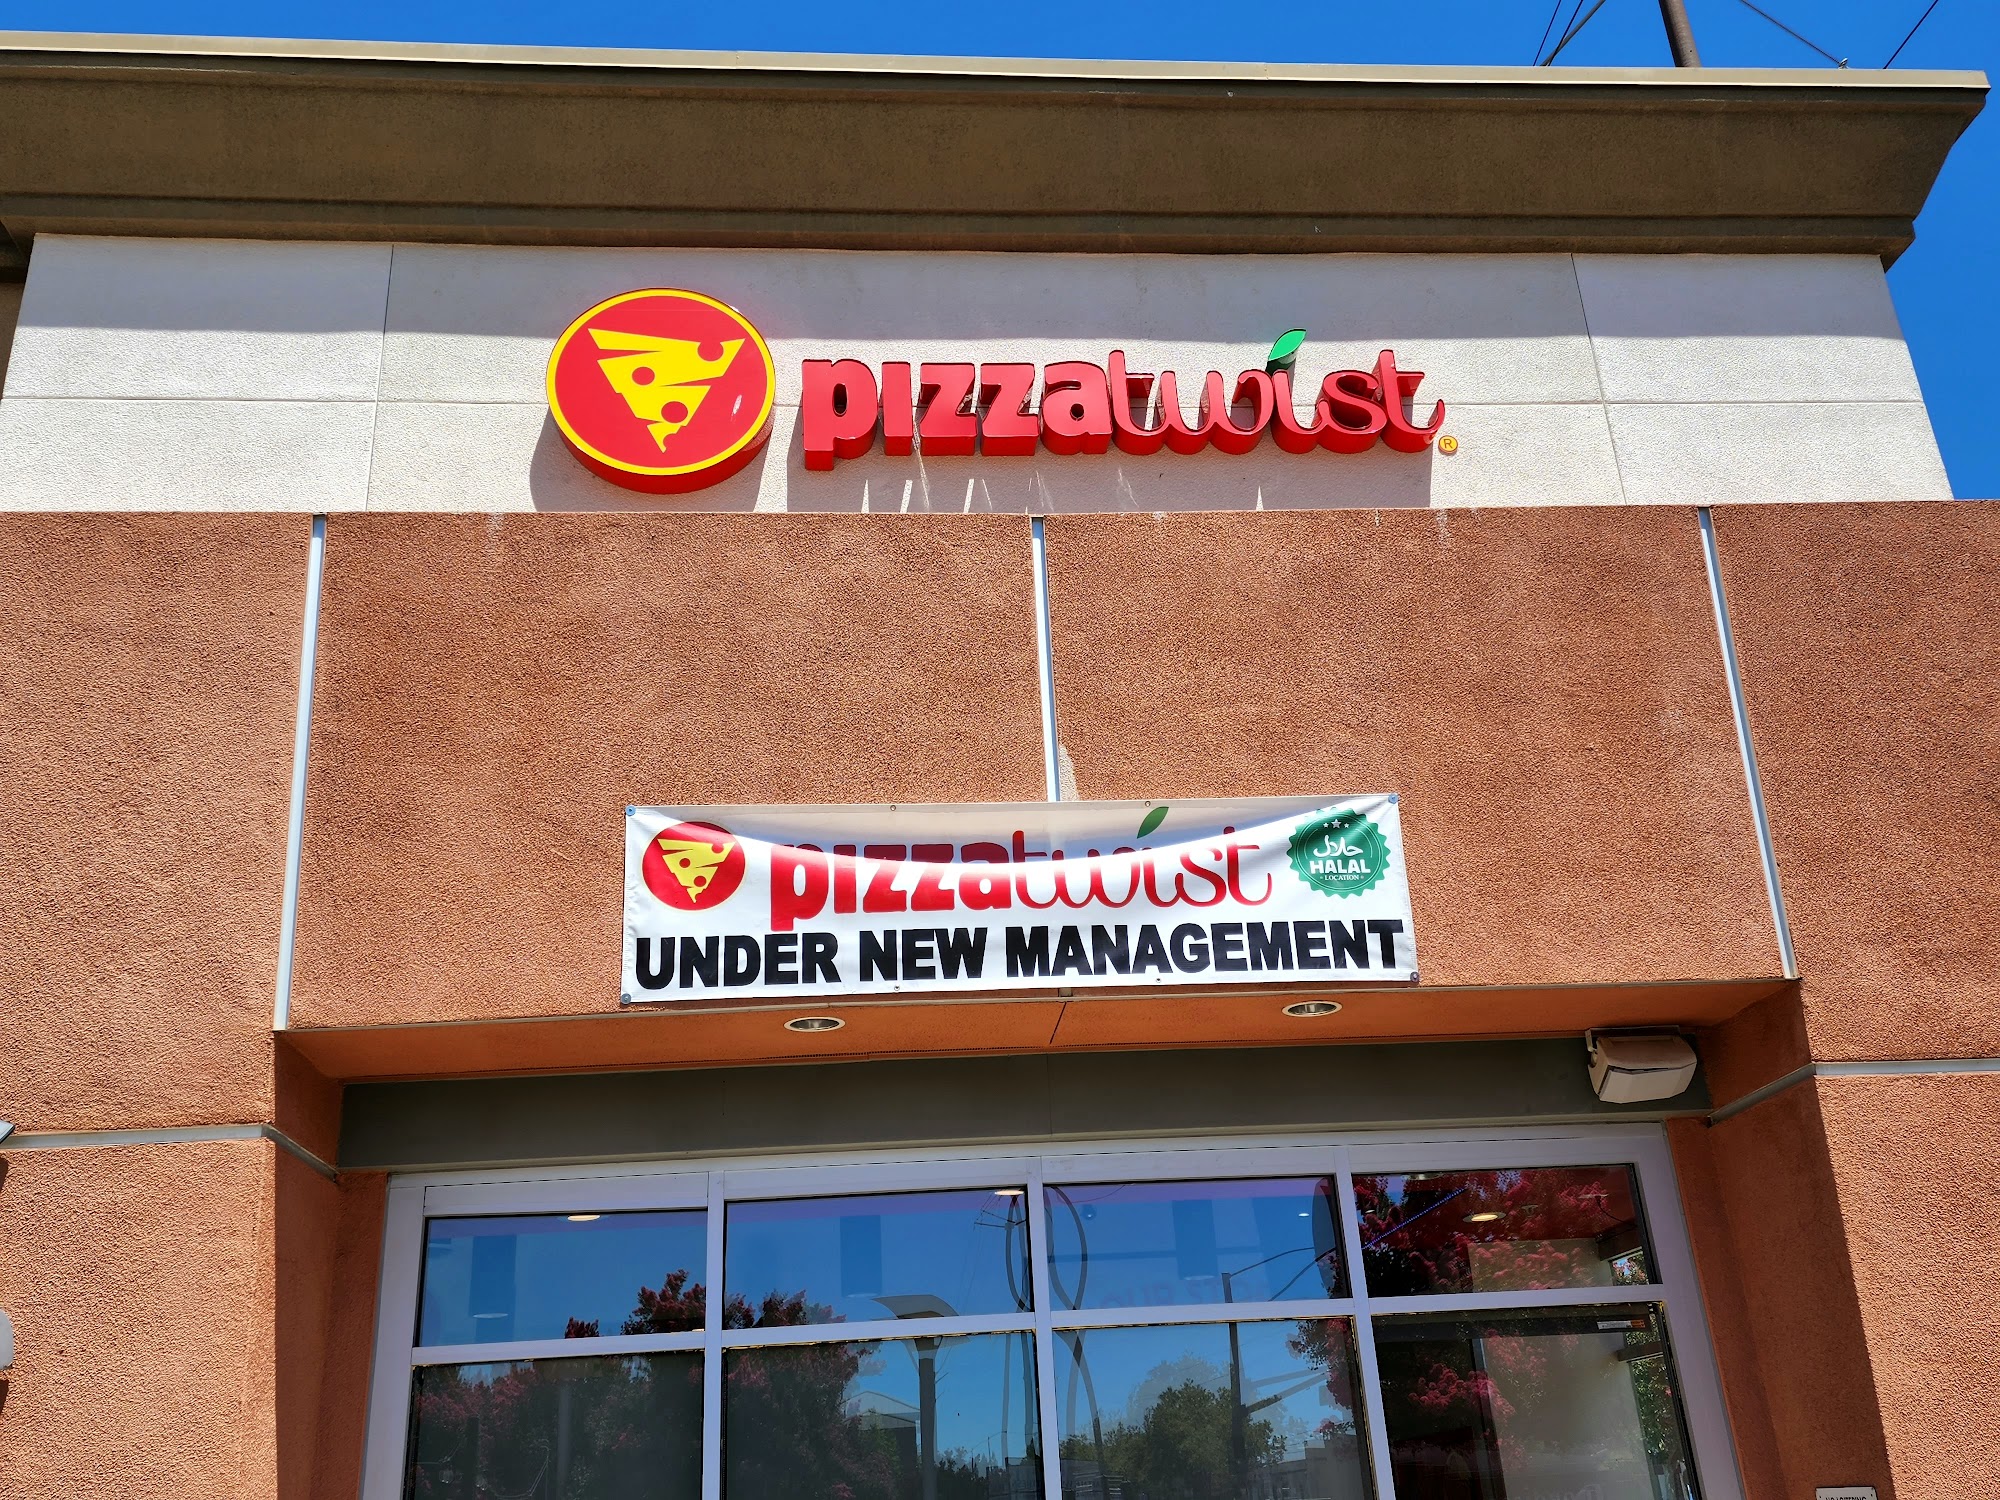 pizzatwist®
pizzatwist
حلال
HALAL
LOCATION
UNDER NEW MANAGEMENT